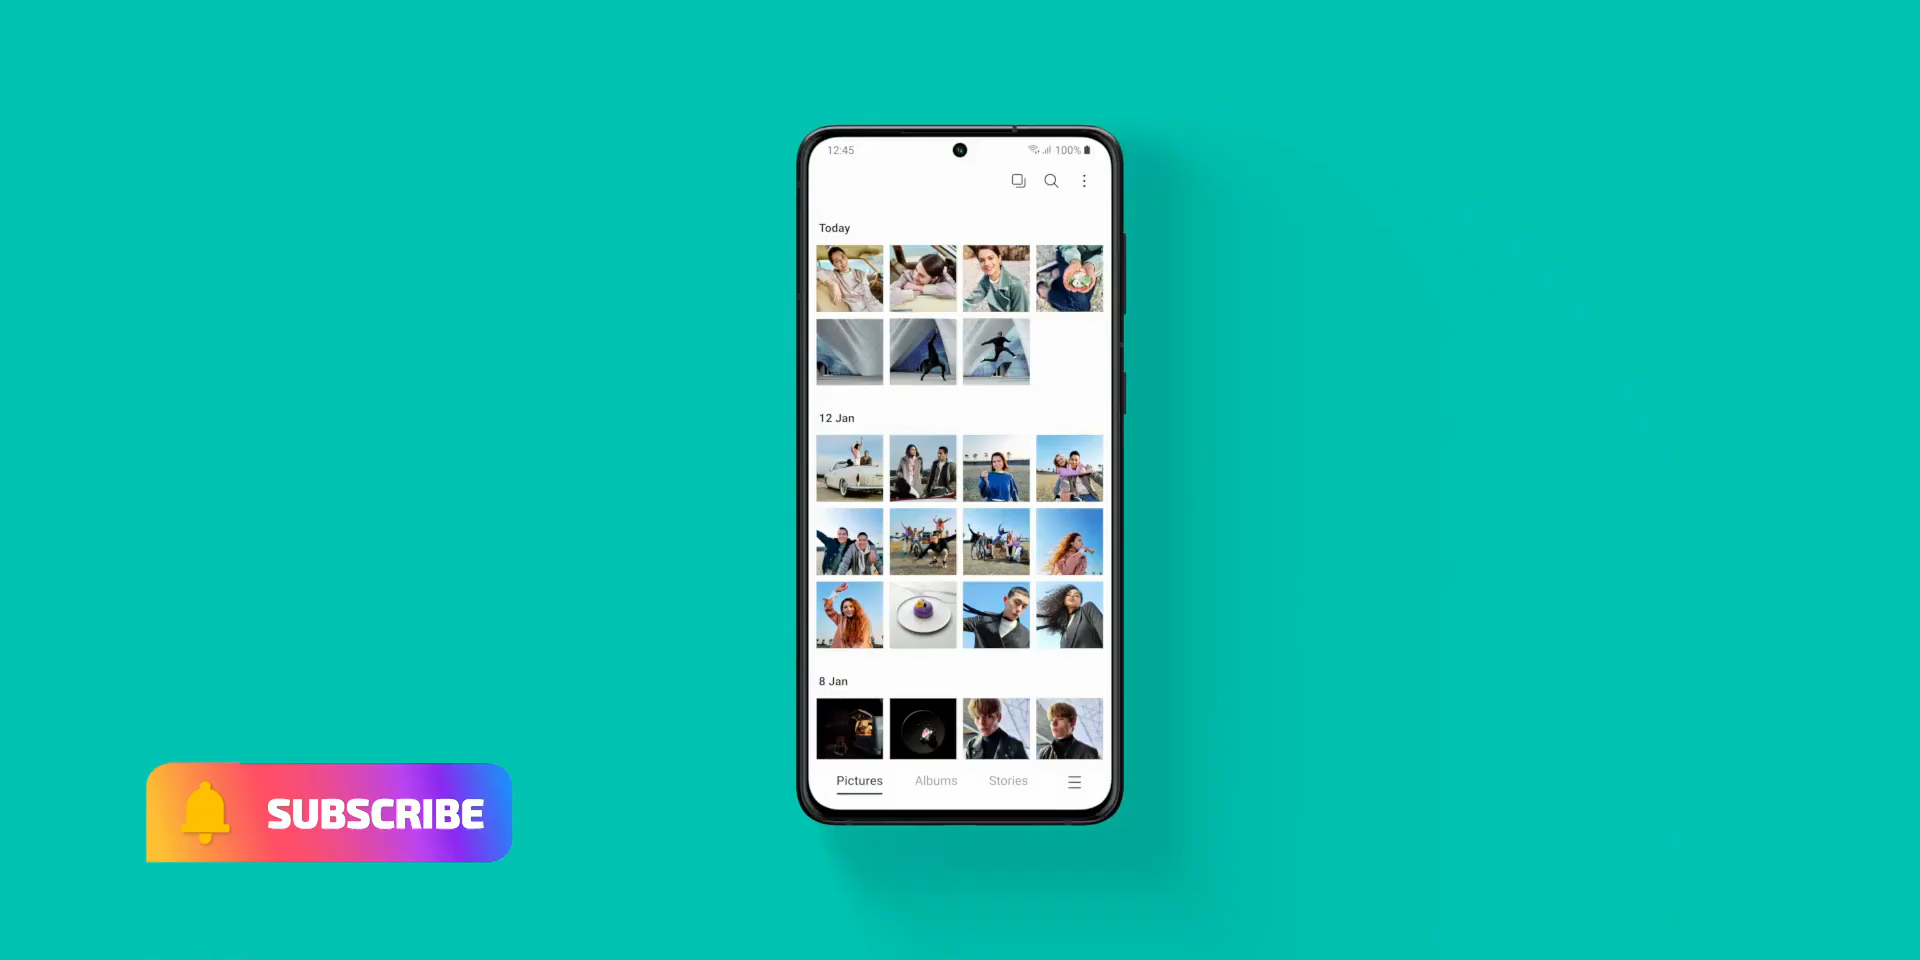 12:45
100%
Today
12 Jan
8 Jan
Pictures
Albums
Stories
SUBSCRIBE